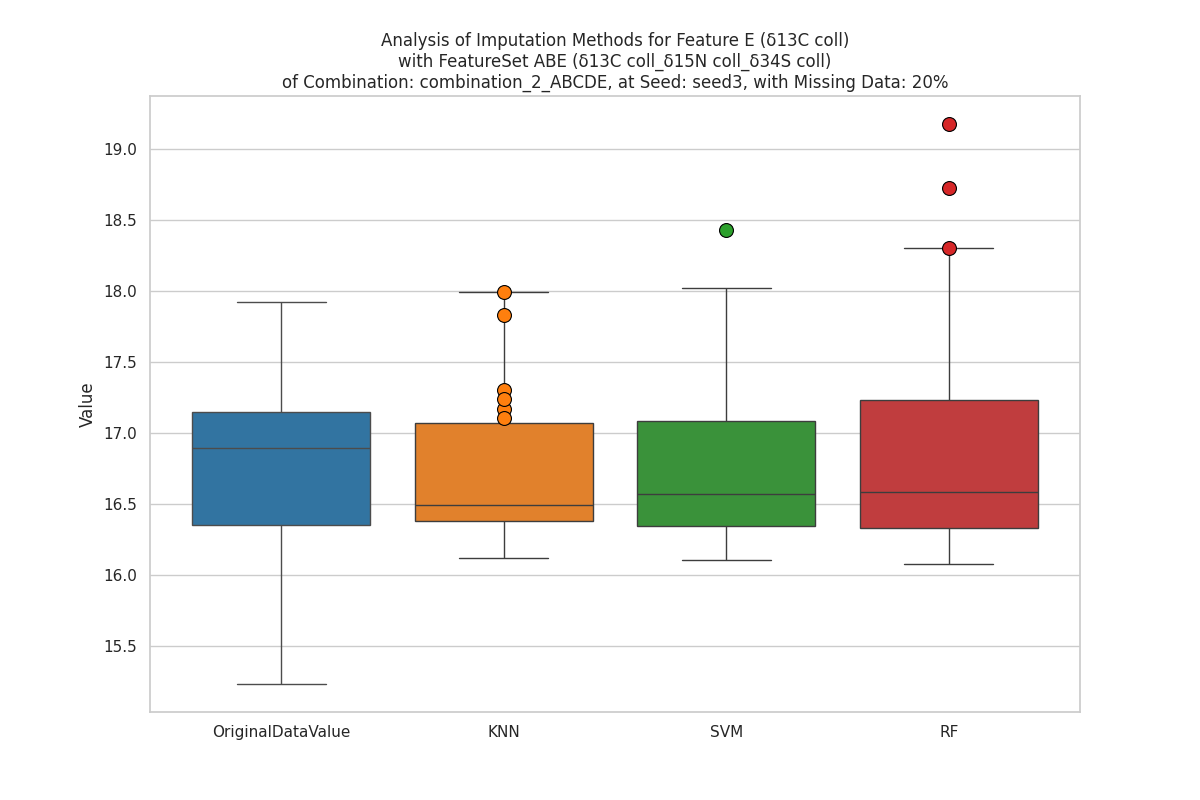 Analysis of Imputation Methods for Feature E (δ13C coll)
with FeatureSet ABE (δ13C coll_δ15N coll_δ34S coll)
of Combination: combination_2_ABCDE, at Seed: seed3, with Missing Data: 20%
19.0
18.5
18.0
17.5
17.0
16.5
16.0
15.5
Value
OriginalDataValue KNN SVM RF